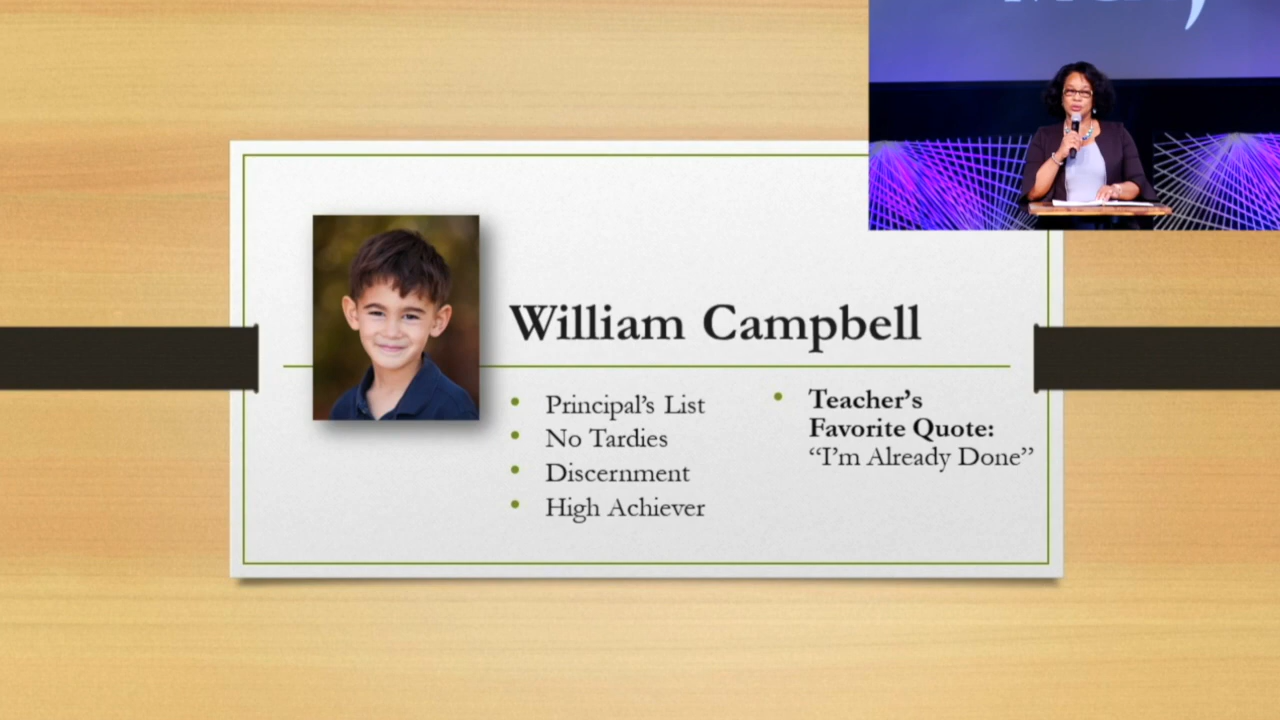 William Campbell
Principal’s List
No Tardies
Discernment
High Achiever
Teacher’s
Favorite Quote:
“I’m Already Done”